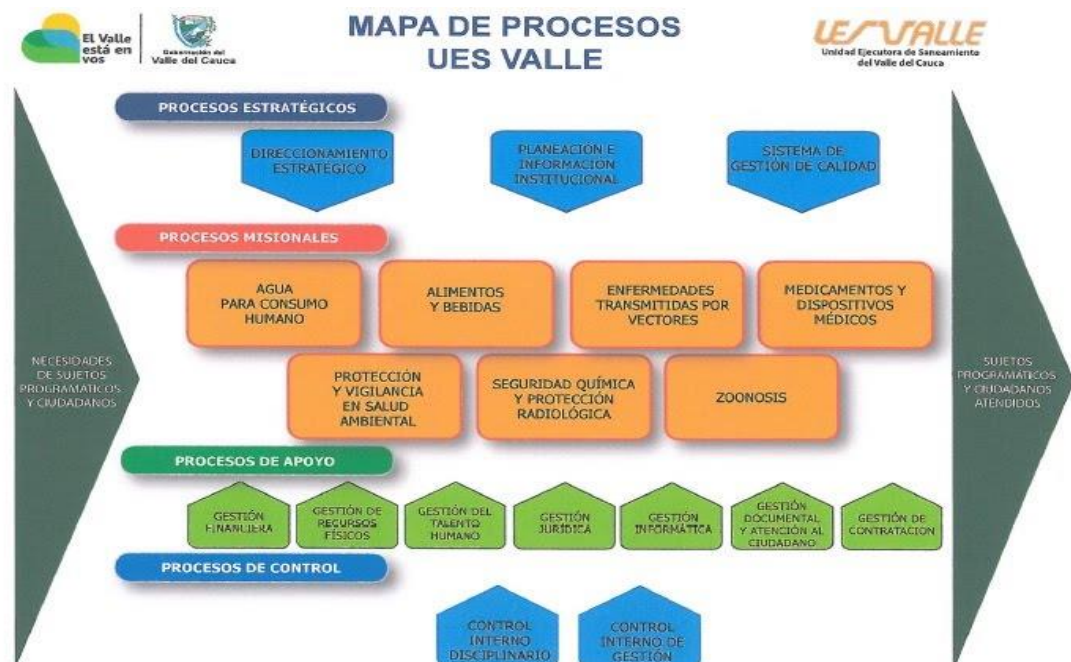 El Valle
está en
vos
Gobernación del
Valle del Cauca
MAPA DE PROCESOS
UES VALLE
UES VALLE
Unidad Ejecutora de Saneamiento
del Valle del Cauca
PROCESOS ESTRATÉGICOS
DIRECCIONAMIENTO
ESTRATÉGICO
PLANEACIÓN E
INFORMACION
INSTITUCIONAL
SISTEMA DE
GESTIÓN DE CALIDAD
PROCESOS MISIONALES
AGUA
PARA CONSUMO
HUMANO
ALIMENTOS
Y BEBIDAS
ENFERMEDADES
TRANSMITIDAS POR
VECTORES
MEDICAMENTOS Y
DISPOSITIVOS
MÉDICOS
NECESIDADES
DE SUJETOS
PROGRAMATICOS
Y CIUDADANOS
PROTECCIÓN
Y VIGILANCIA
EN SALUD
AMBIENTAL
SEGURIDAD QUÍMICA
Y PROTECCIÓN
RADIOLÓGICA
ZOONOSIS
SUJETOS
PROGRAMÁTICOS
Y CIUDADANOS
ATENDIDOS
PROCESOS DE APOYO
GESTIÓN
FINANCIERA
GESTIÓN DE
RECURSOS
FÍSICOS
GESTIÓN DEL
TALENTO
HUMANO
GESTIÓN
JURÍDICA
GESTIÓN
INFORMÁTICA
GESTIÓN
DOCUMENTAL
Y ATENCIÓN AL
CIUDADANO
GESTIÓN DE
CONTRATACION
PROCESOS DE CONTROL
CONTROL
INTERNO
DISCIPLINARIO
CONTROL
INTERNO DE
GESTIÓN